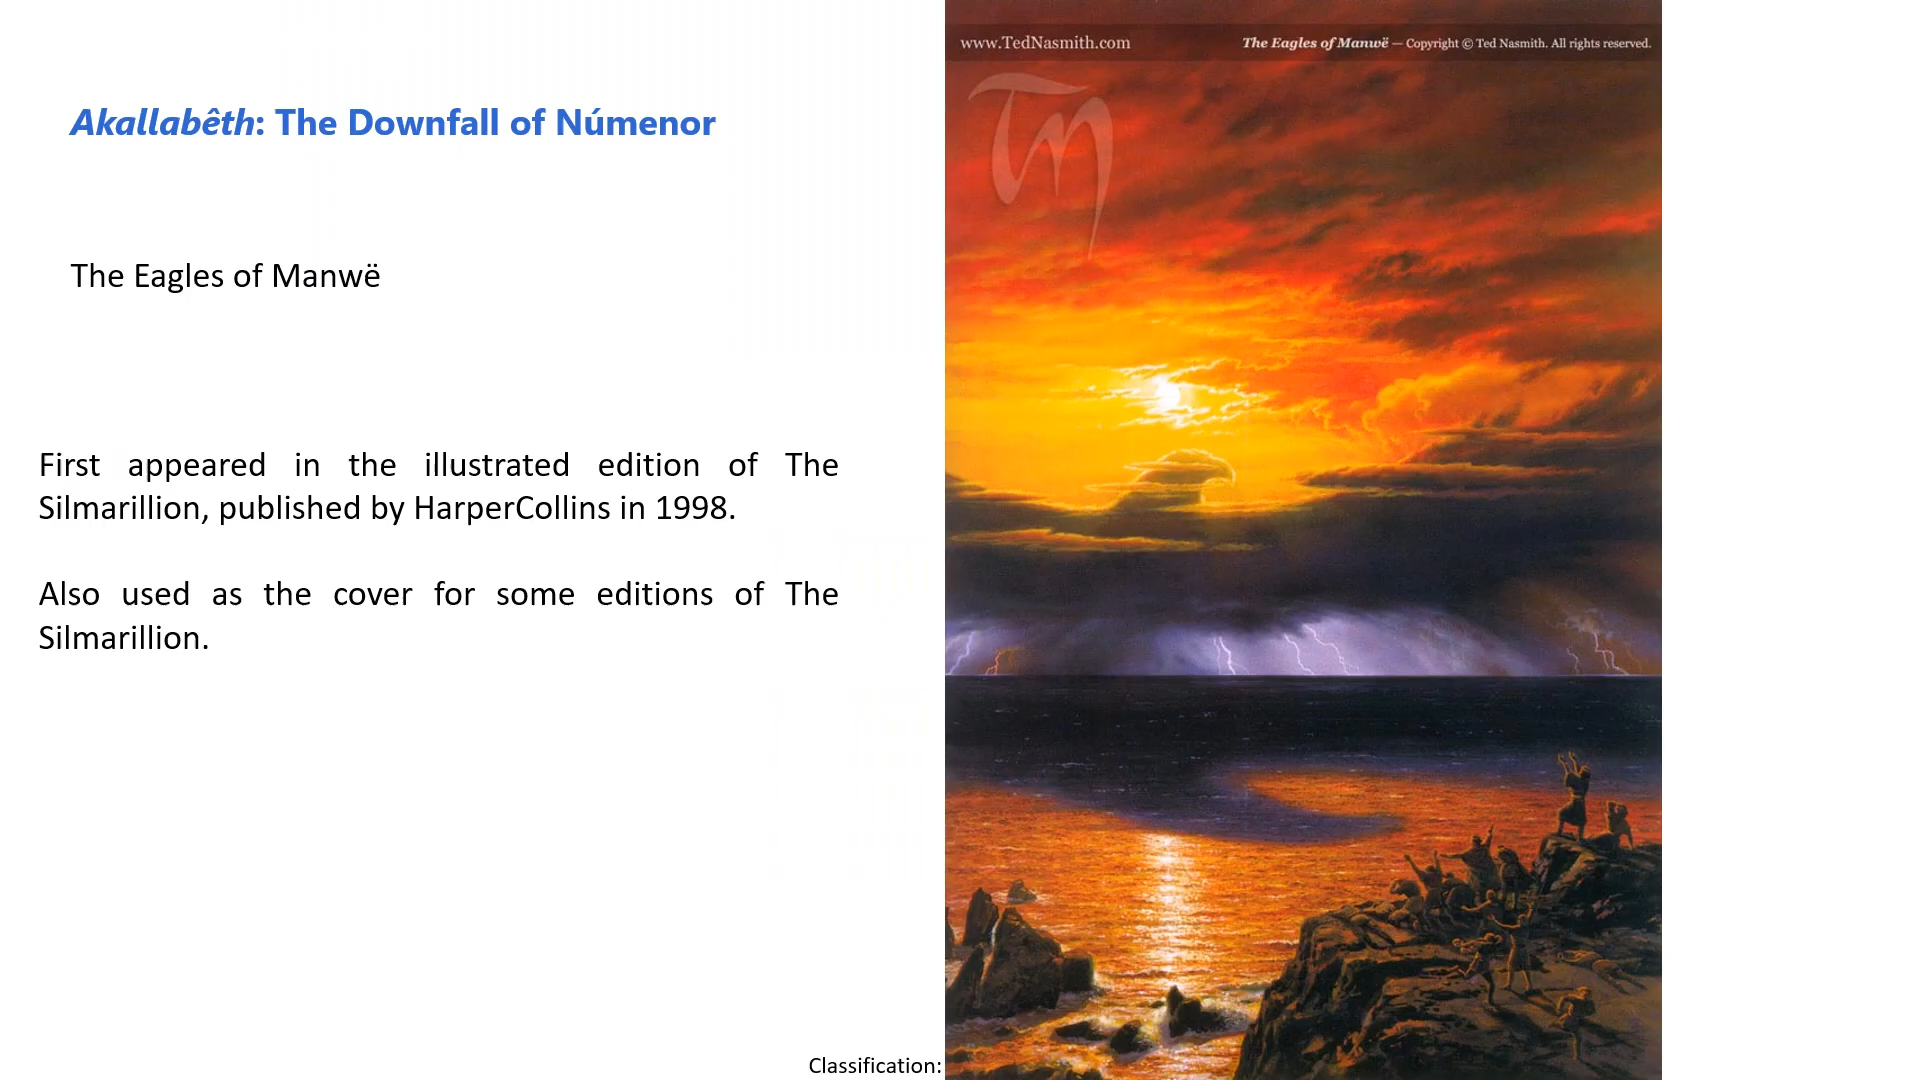 Akallabêth: The Downfall of Númenor
The Eagles of Manwë
First appeared in the illustrated edition of The
Silmarillion, published by HarperCollins in 1998.
Also used as the cover for some editions of The
Silmarillion.
Classification:
www.TedNasmith.com
The Eagles of Manwë — Copyright © Ted Nasmith. All rights reserved.
TN